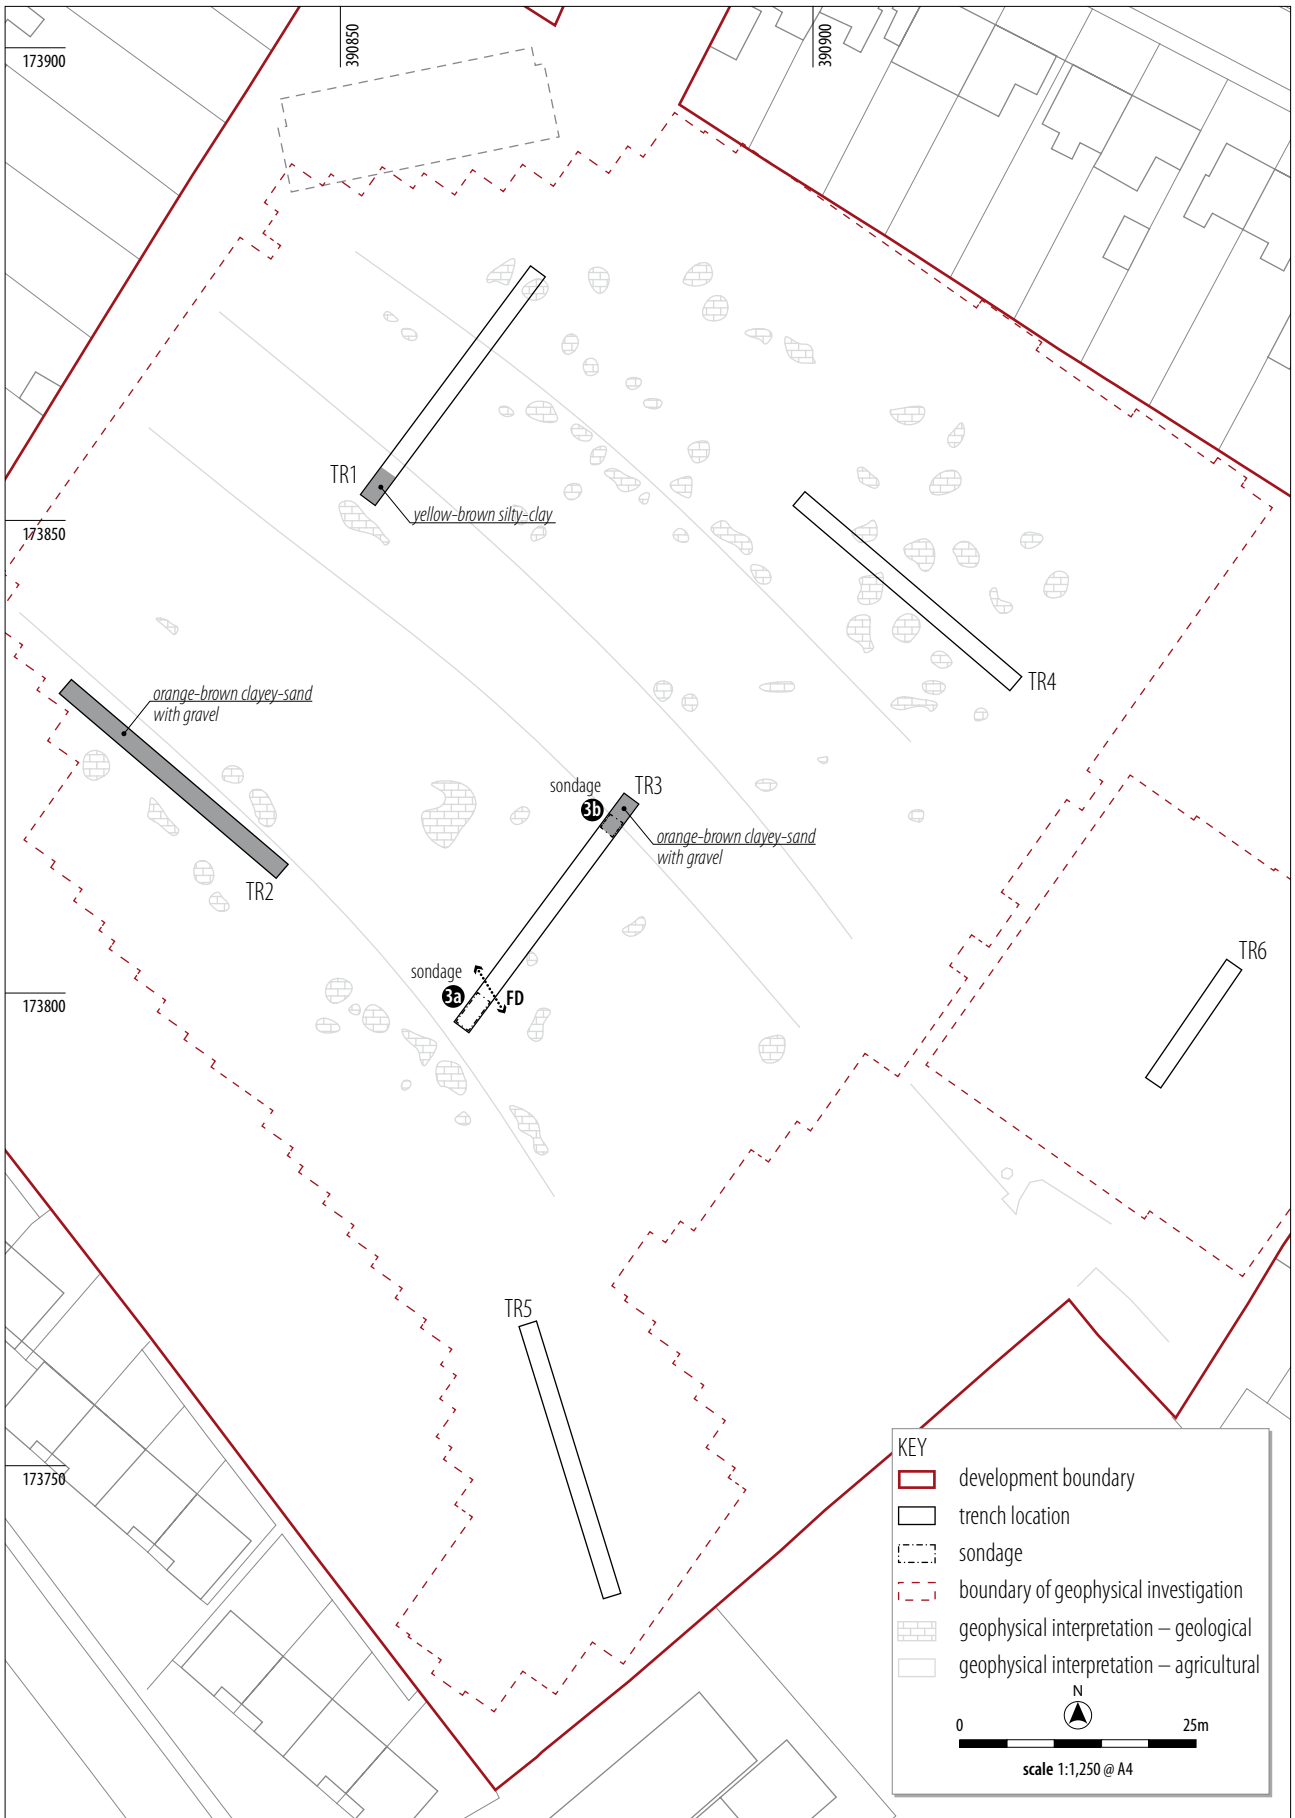 390850
390900
173900
TR1
yellow-brown silty-clay
173850
TR4
orange-brown clayey-sand
with gravel
sondage
TR3
3b
orange-brown clayey-sand
with gravel
TR2
TR6
sondage
3a
FD
173800
TR5
173750
KEY
development boundary
trench location
sondage
boundary of geophysical investigation
geophysical interpretation – geological
geophysical interpretation – agricultural
N
0 25m
scale 1:1,250 @ A4